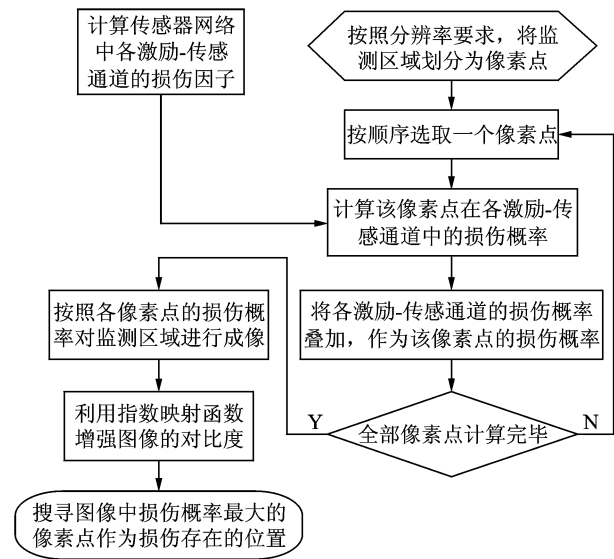 计算传感器网络
中各激励-传感
通道的损伤因子
按照分辨率要求，将监
测区域划分为像素点
按顺序选取一个像素点
计算该像素点在各激励-传
感通道中的损伤概率
将各激励-传感通道的损伤概率
叠加，作为该像素点的损伤概率
全部像素点计算完毕
Y
N
按照各像素点的损伤概
率对监测区域进行成像
利用指数映射函数
增强图像的对比度
搜寻图像中损伤概率最大的
像素点作为损伤存在的位置